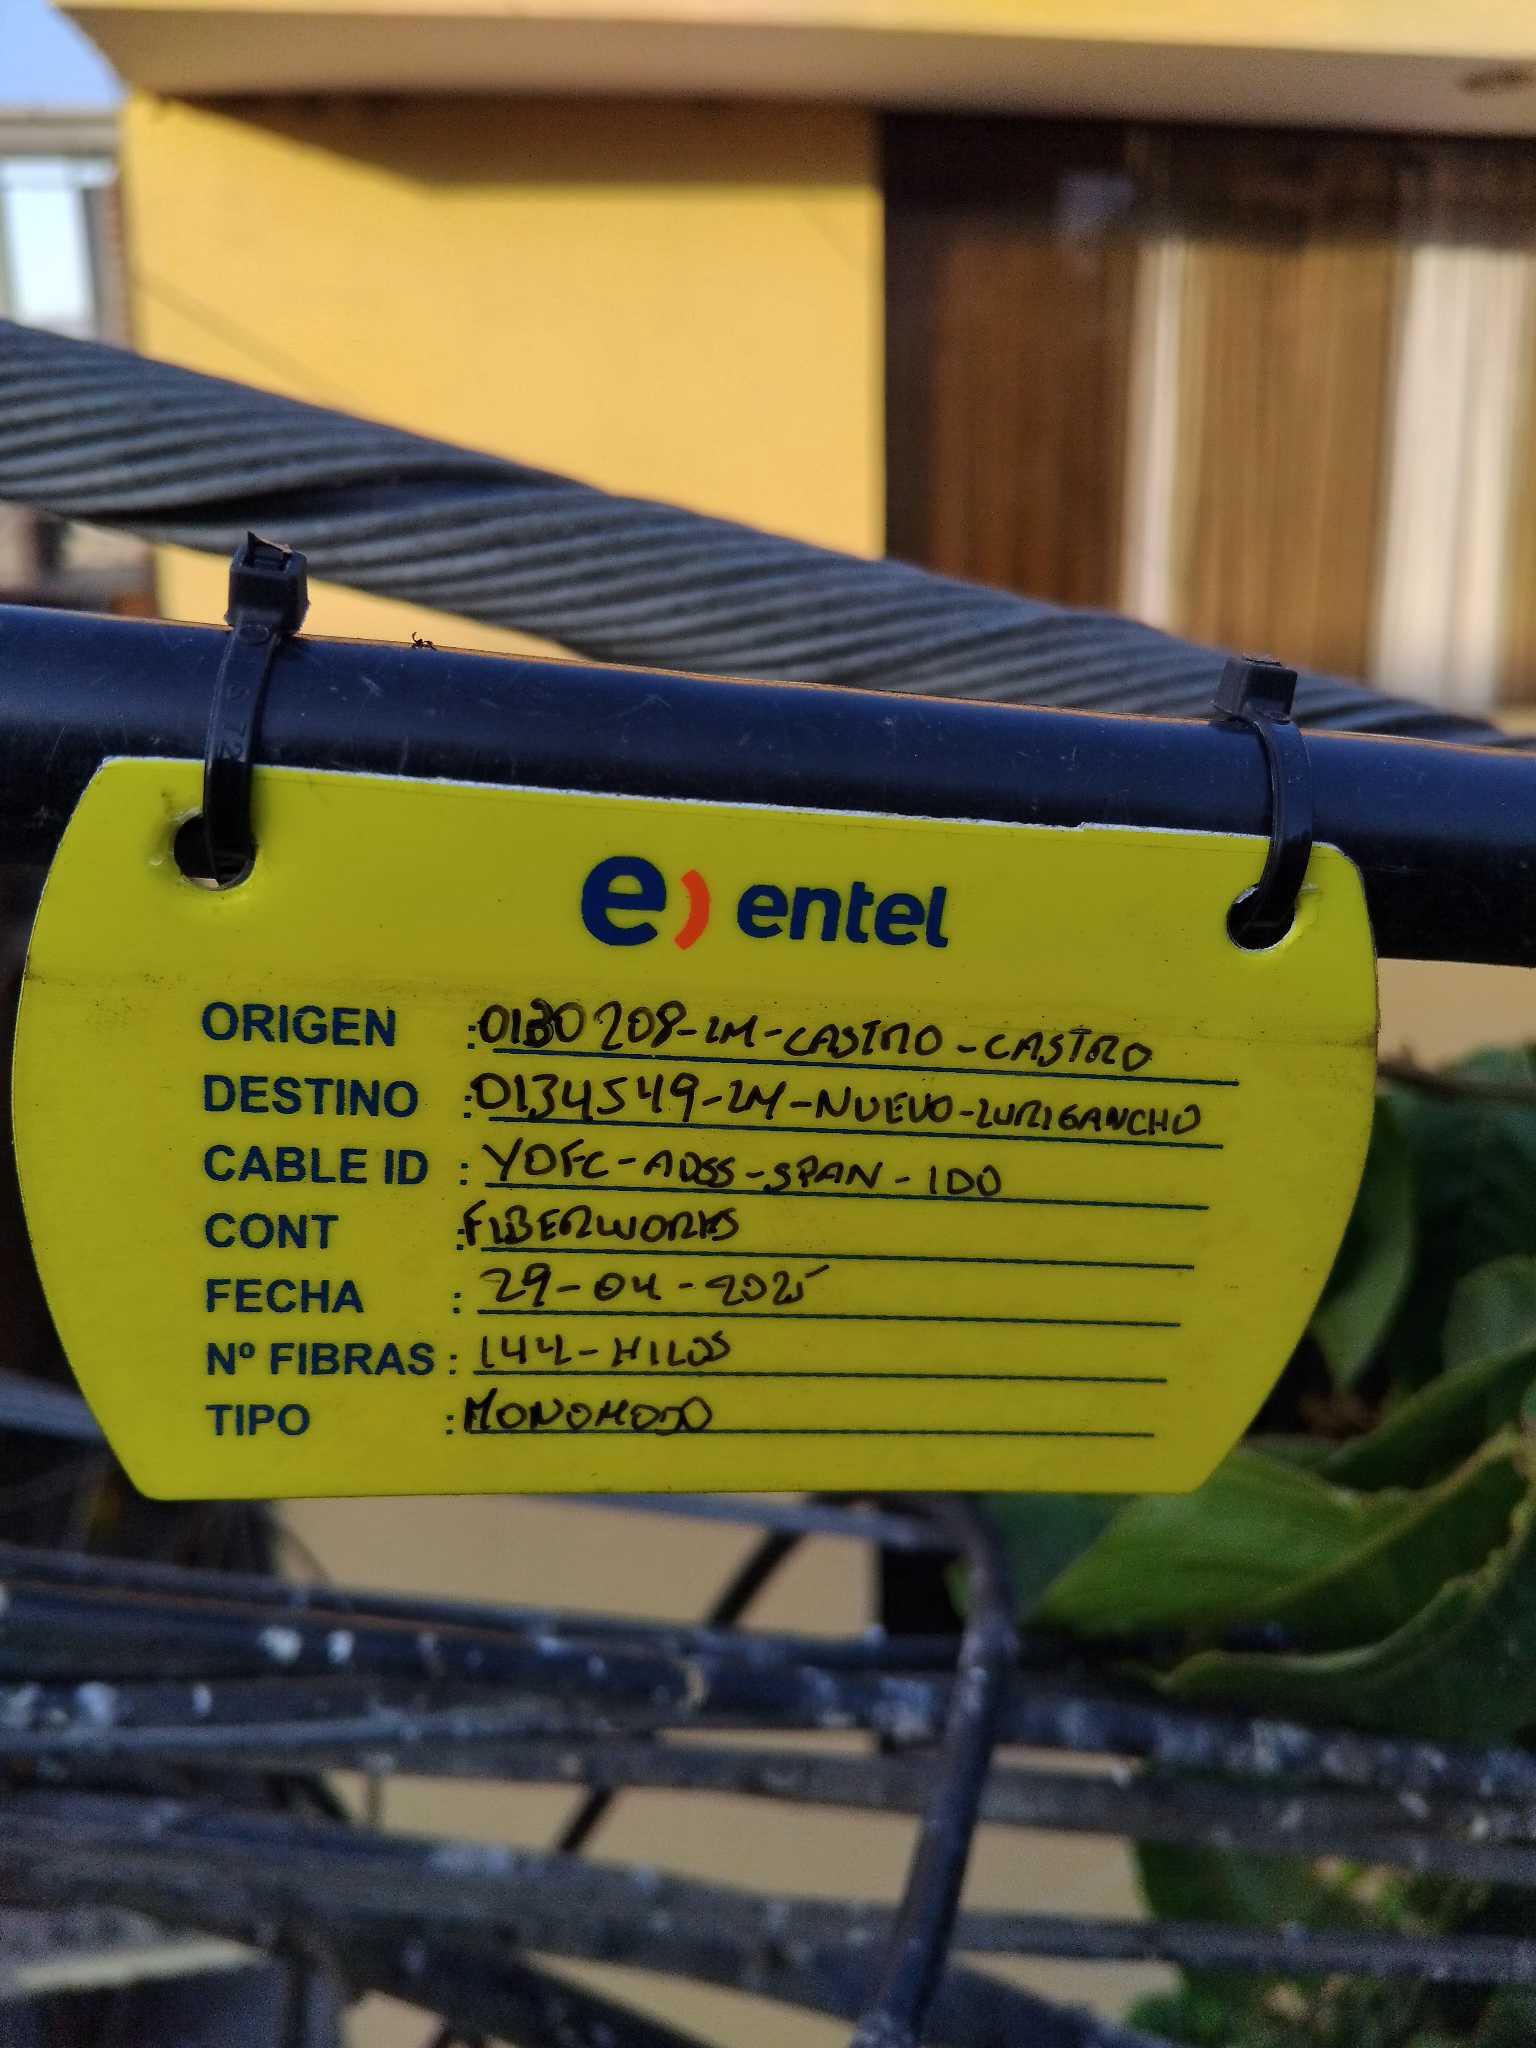 e) entel
ORIGEN : 0130208-LM-CASTRO-CASTRO
DESTINO : 0134549-LM-NUEVO-LURIGANCHO
CABLE ID : YOFC-ADSS-SPAN-100
CONT : FIBERWORKS
FECHA : 29-04-2025
Nº FIBRAS : 144-HILOS
TIPO : MONOMODO